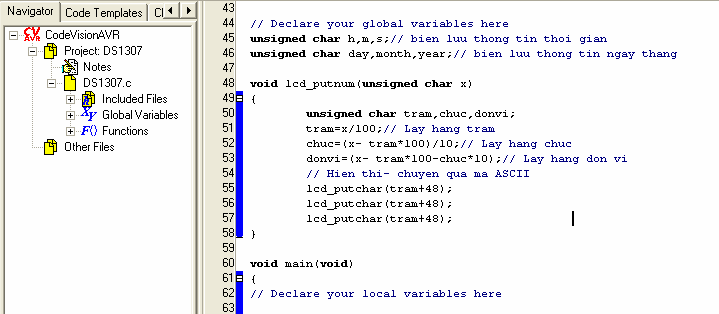 Navigator Code Templates Cl
CodeVisionAVR
Project: DS1307
Notes
DS1307.c
Included Files
Global Variables
Functions
Other Files
43
44 // Declare your global variables here
45 unsigned char h,m,s;// bien luu thong tin thoi gian
46 unsigned char day,month,year;// bien luu thong tin ngay thang
47
48 void lcd_putnum(unsigned char x)
49 {
50 unsigned char tram,chuc,donvi;
51 tram=x/100;// Lay hang tram
52 chuc=(x- tram*100)/10;// Lay hang chuc
53 donvi=(x- tram*100-chuc*10);// Lay hang don vi
54 // Hien thi- chuyen qua ma ASCII
55 lcd_putchar(tram+48);
56 lcd_putchar(tram+48);
57 lcd_putchar(tram+48);
58 }
59
60 void main(void)
61 {
62 // Declare your local variables here
63